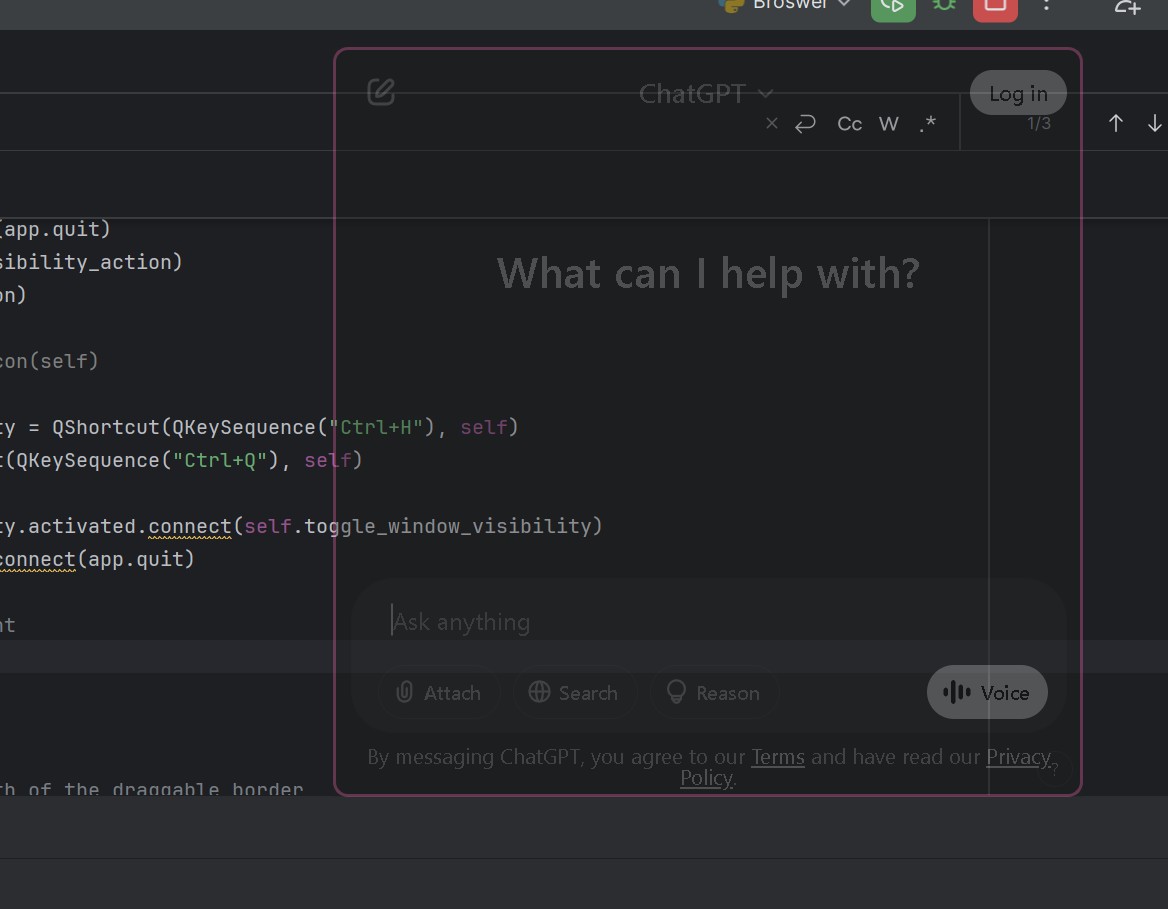 Broswer
ChatGPT
Log in
Cc W .* 1/3
(app.quit)
sibility_action)
on)
con(self)
ty = QShortcut(QKeySequence("Ctrl+H"), self)
t(QKeySequence("Ctrl+Q"), self)
What can I help with?
ty.activated.connect(self.toggle_window_visibility)
connect(app.quit)
nt
Ask anything
Attach Search Reason Voice
By messaging ChatGPT, you agree to our Terms and have read our Privacy
Policy.
?
th of the draggable border